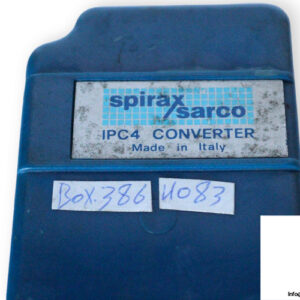 spirax
sarco
IPC4 CONVERTER
Made in Italy
BOX.386 4083